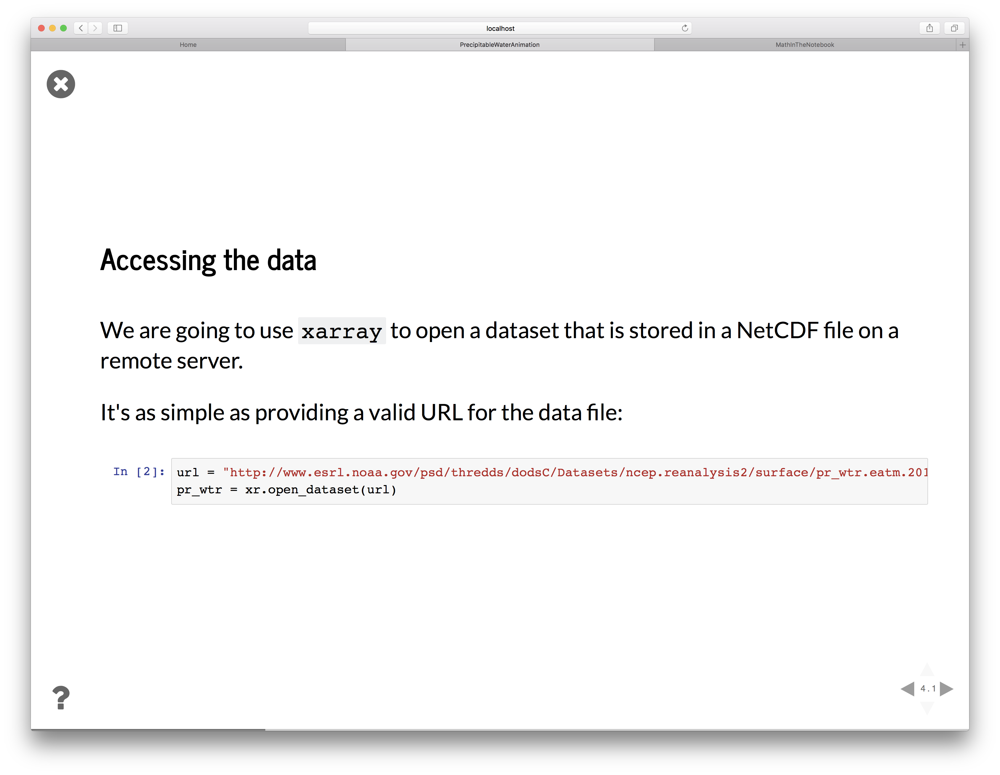 localhost
Home
PrecipitableWaterAnimation
MathInTheNotebook
Accessing the data
We are going to use xarray to open a dataset that is stored in a NetCDF file on a
remote server.
It's as simple as providing a valid URL for the data file:
In [2]:
url = "http://www.esrl.noaa.gov/psd/thredds/dodsC/Datasets/ncep.reanalysis2/surface/pr_wtr.eatm.201
pr_wtr = xr.open_dataset(url)
4.1